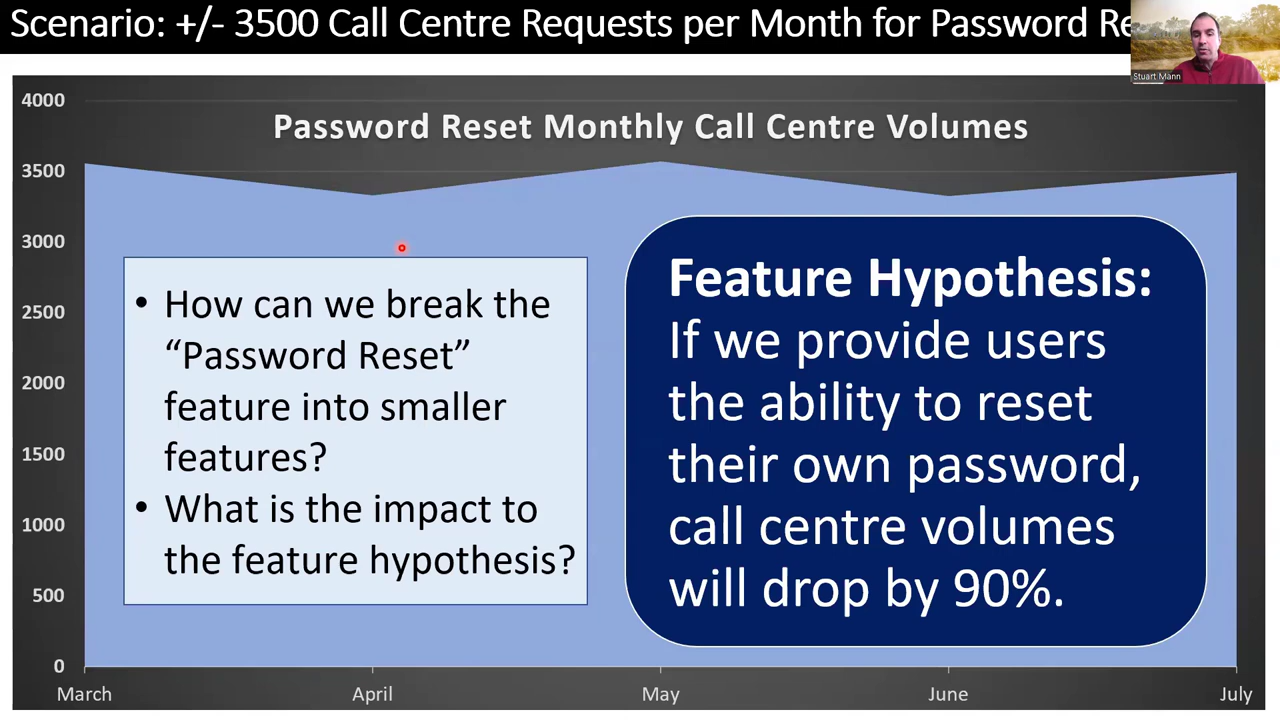 Scenario: +/- 3500 Call Centre Requests per Month for Password
Stuart Mann
Password Reset Monthly Call Centre Volumes
4000
3500
3000
2500
2000
1500
1000
500
0
• How can we break the
“Password Reset”
feature into smaller
features?
• What is the impact to
the feature hypothesis?
Feature Hypothesis:
If we provide users
the ability to reset
their own password,
call centre volumes
will drop by 90%.
March April May June July